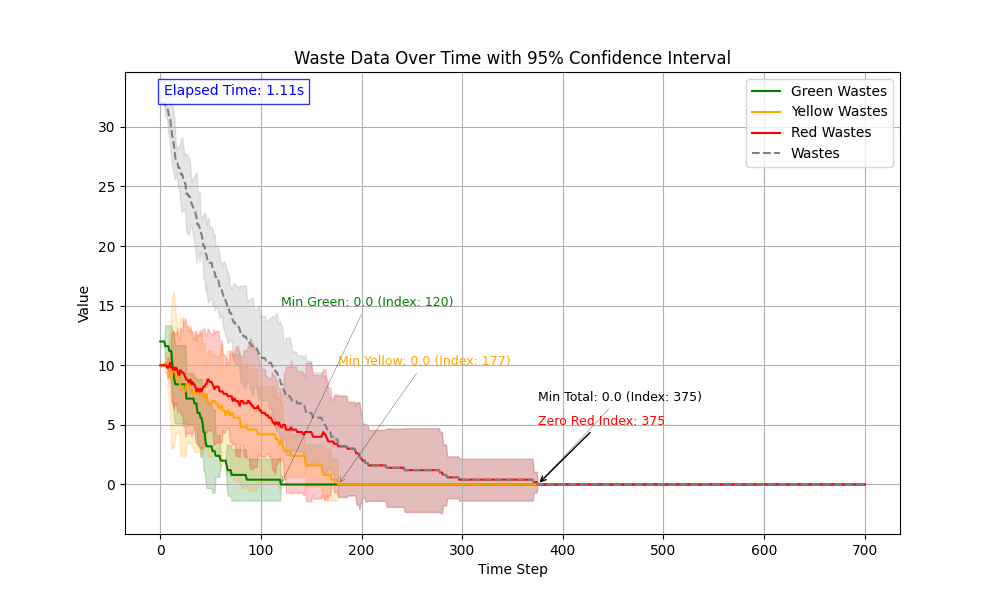 Waste Data Over Time with 95% Confidence Interval
Elapsed Time: 1.11s
Green Wastes
Yellow Wastes
Red Wastes
Wastes
Min Green: 0.0 (Index: 120)
Min Yellow: 0.0 (Index: 177)
Min Total: 0.0 (Index: 375)
Zero Red Index: 375
Value
30
25
20
15
10
5
0
0 100 200 300 400 500 600 700
Time Step